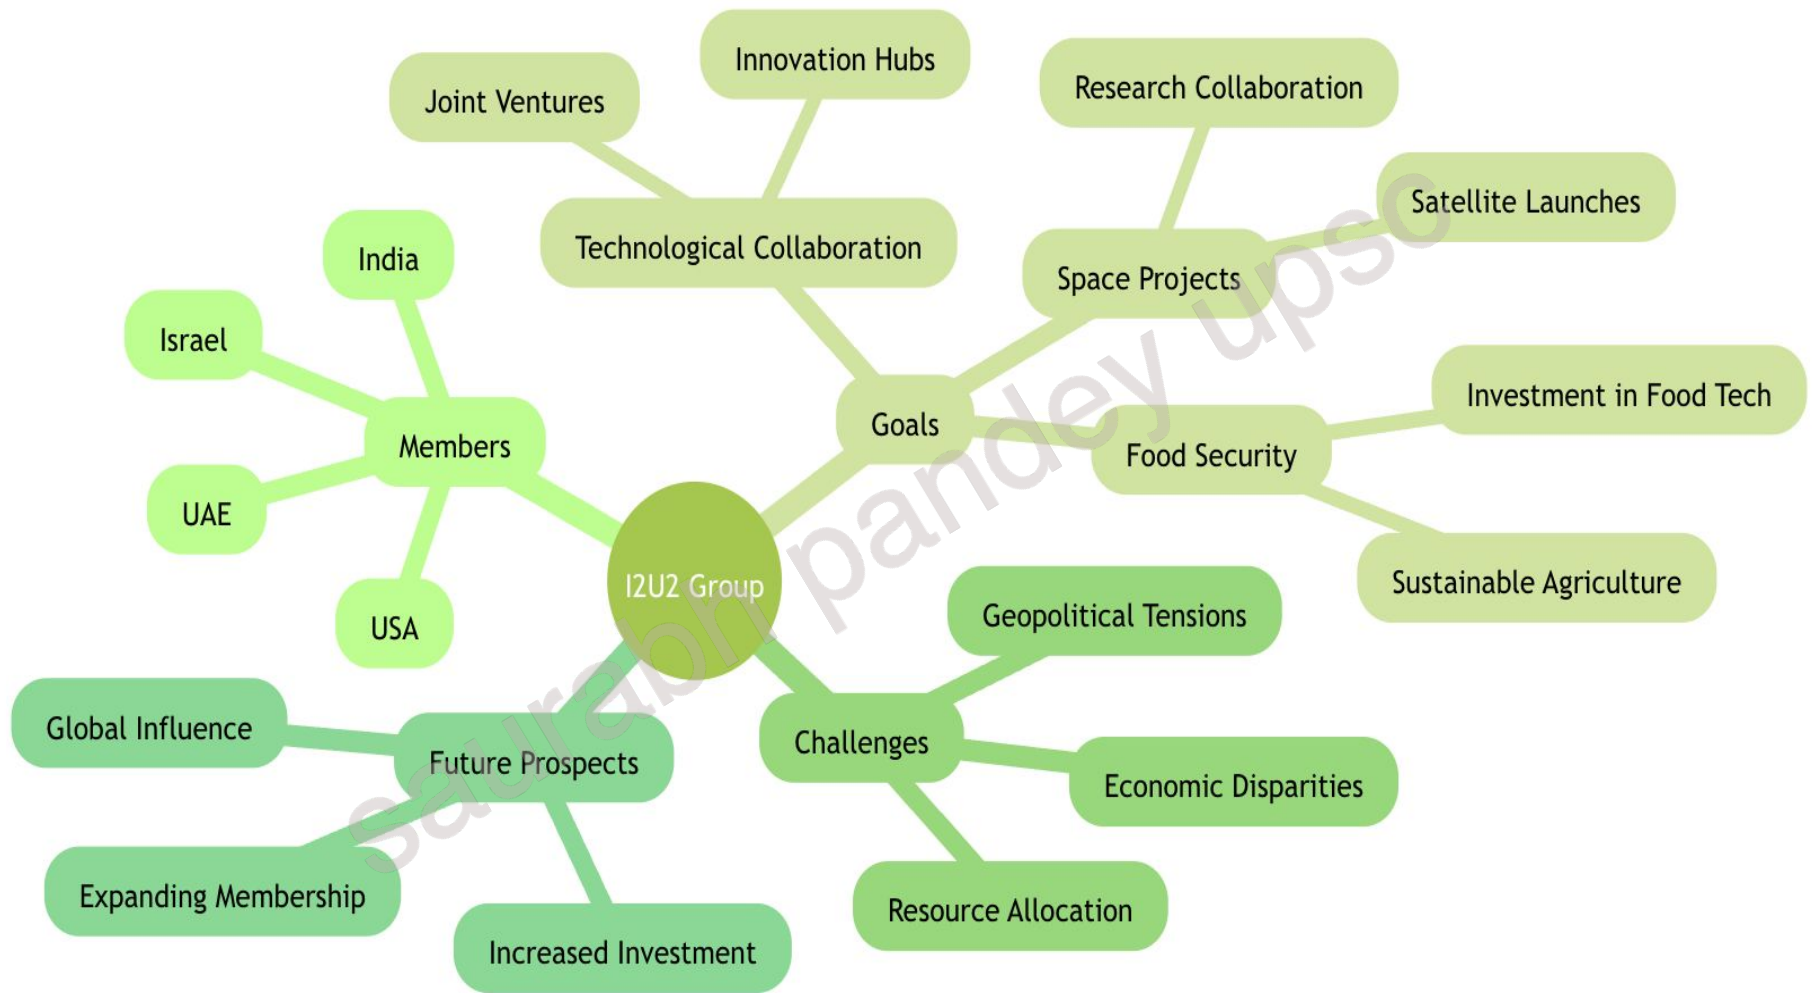 Innovation Hubs
Joint Ventures
Research Collaboration
Technological Collaboration
Satellite Launches
Space Projects
India
Israel
Members
UAE
USA
Goals
Investment in Food Tech
Food Security
Sustainable Agriculture
I2U2 Group
Geopolitical Tensions
Challenges
Economic Disparities
Resource Allocation
Global Influence
Future Prospects
Expanding Membership
Increased Investment
saurabh pandey upsc